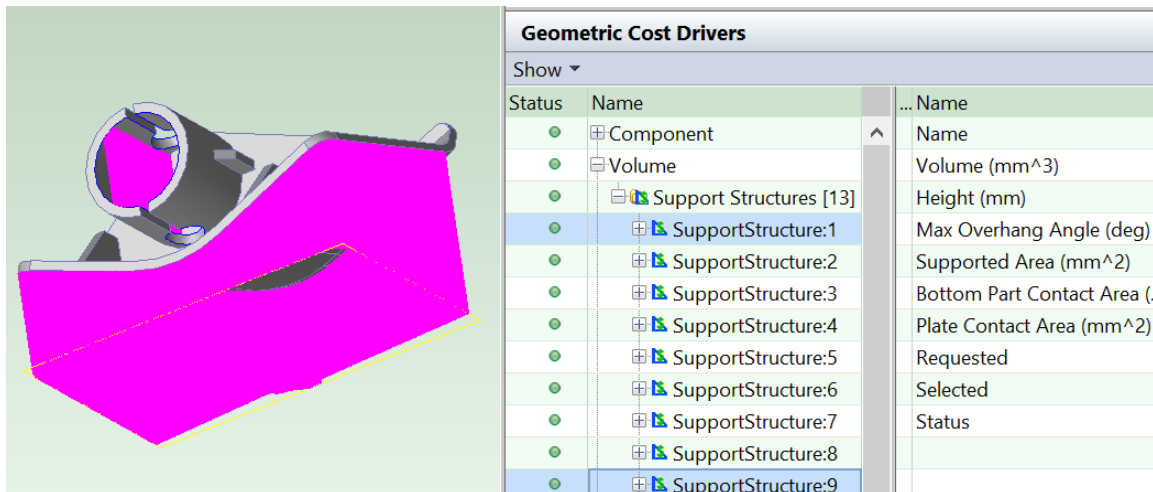 Geometric Cost Drivers
Show
Status Name ... Name
Component Name
Volume Volume (mm^3)
Support Structures [13] Height (mm)
SupportStructure:1 Max Overhang Angle (deg)
SupportStructure:2 Supported Area (mm^2)
SupportStructure:3 Bottom Part Contact Area (.
SupportStructure:4 Plate Contact Area (mm^2)
SupportStructure:5 Requested
SupportStructure:6 Selected
SupportStructure:7 Status
SupportStructure:8
SupportStructure:9